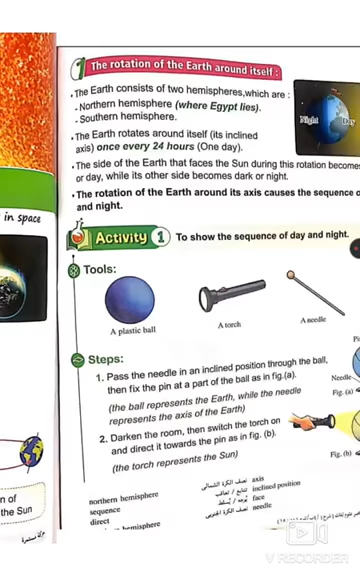 1 The rotation of the Earth around itself :
• The Earth consists of two hemispheres, which are :
- Northern hemisphere (where Egypt lies).
- Southern hemisphere.
• The Earth rotates around itself (its inclined
axis) once every 24 hours (One day).
Night
Day
• The side of the Earth that faces the Sun during this rotation becomes
or day, while its other side becomes dark or night.
• The rotation of the Earth around its axis causes the sequence
and night.
in space
Activity 1 To show the sequence of day and night.
Tools:
A plastic ball
A torch
A needle
Steps:
1. Pass the needle in an inclined position through the ball,
then fix the pin at a part of the ball as in fig.(a).
(the ball represents the Earth, while the needle
represents the axis of the Earth)
Needle
Fig. (a)
2. Darken the room, then switch the torch on
and direct it towards the pin as in fig. (b).
(the torch represents the Sun)
Fig. (b)
n of
the Sun
northern hemisphere نصف الكرة الشمالى axis
sequence تتابع / تعاقب inclined position
direct يُوجه / يُسلط face
hemisphere نصف الكرة الجنوبى needle
حركة مستمرة
V RECORDER